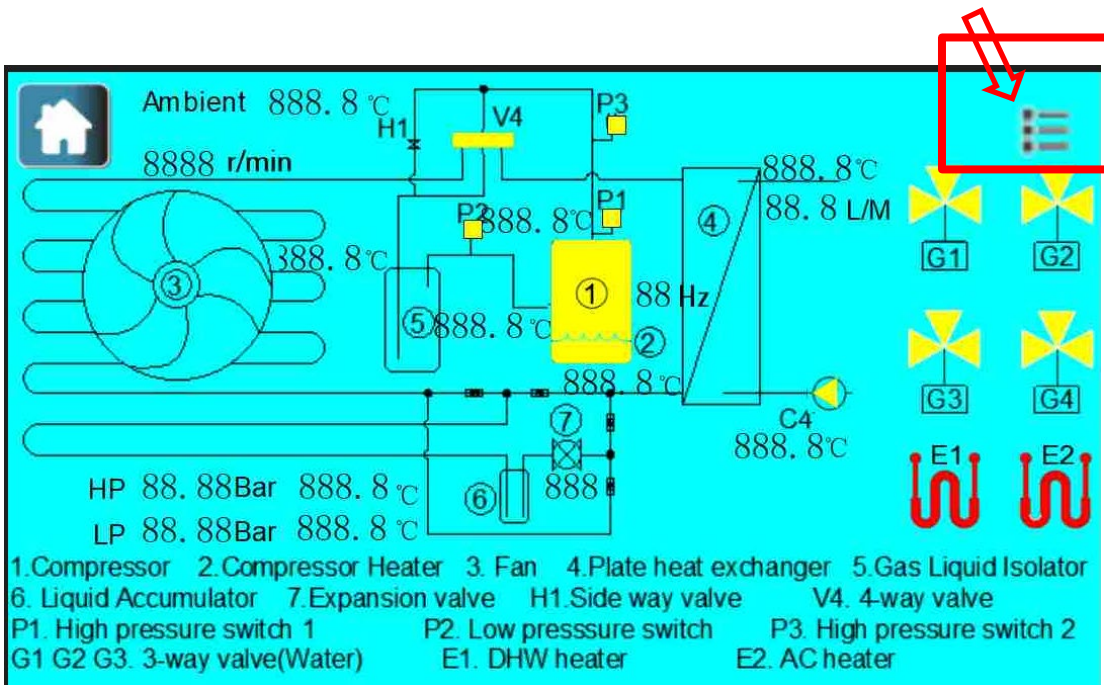 Ambient 888.8 ℃
H1
V4
P3
8888 r/min
888.8℃
P2
888.8℃
P1
④
88.8 L/M
G1
G2
888.8℃
③
①
88 Hz
⑤
888.8 ℃
②
888.8℃
G3
G4
⑦
C4
888.8℃
E1
E2
HP 88.88Bar 888.8 ℃
⑥
888
LP 88.88Bar 888.8 ℃
1.Compressor 2.Compressor Heater 3. Fan 4.Plate heat exchanger 5.Gas Liquid Isolator
6. Liquid Accumulator 7.Expansion valve H1.Side way valve V4. 4-way valve
P1. High pressure switch 1 P2. Low presssure switch P3. High pressure switch 2
G1 G2 G3. 3-way valve(Water) E1. DHW heater E2. AC heater